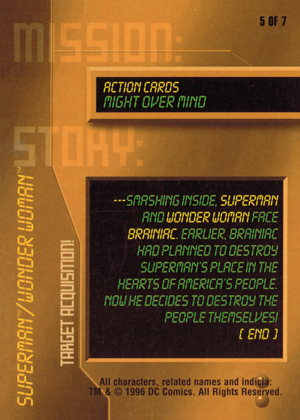 5 OF 7
MISSION:
ACTION CARDS
MIGHT OVER MIND
STORY:
---SMASHING INSIDE, SUPERMAN
AND WONDER WOMAN FACE
BRAINIAC. EARLIER, BRAINIAC
HAD PLANNED TO DESTROY
SUPERMAN'S PLACE IN THE
HEARTS OF AMERICA'S PEOPLE.
NOW HE DECIDES TO DESTROY THE
PEOPLE THEMSELVES!
( END )
SUPERMAN™/WONDER WOMAN™
TARGET ACQUISITION!
All characters, related names and indicia:
TM & © 1996 DC Comics. All Rights Reserved.